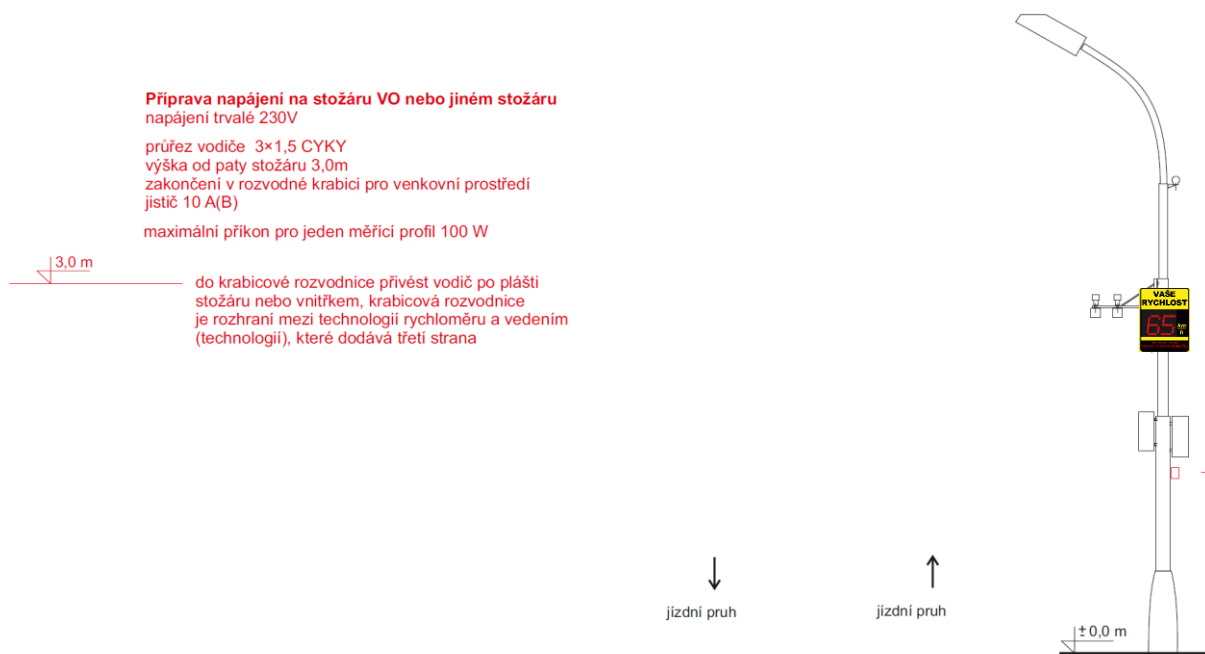 Příprava napájení na stožáru VO nebo jiném stožáru
napájení trvalé 230V
průřez vodiče 3×1,5 CYKY
výška od paty stožáru 3,0m
zakončení v rozvodné krabici pro venkovní prostředí
jistič 10 A(B)
maximální příkon pro jeden měřící profil 100 W
3,0 m
do krabicové rozvodnice přivést vodič po plášti
stožáru nebo vnitřkem, krabicová rozvodnice
je rozhraní mezi technologií rychloměru a vedením
(technologií), které dodává třetí strana
VAŠE
RYCHLOST
65 km
h
jízdní pruh
jízdní pruh
±0,0 m